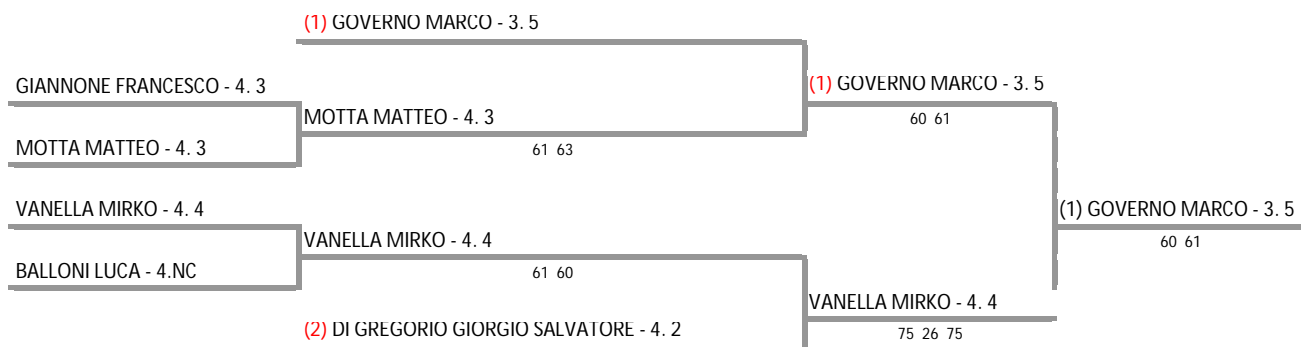 (1) GOVERNO MARCO - 3. 5
GIANNONE FRANCESCO - 4. 3
(1) GOVERNO MARCO - 3. 5
MOTTA MATTEO - 4. 3
60 61
MOTTA MATTEO - 4. 3
61 63
VANELLA MIRKO - 4. 4
(1) GOVERNO MARCO - 3. 5
VANELLA MIRKO - 4. 4
60 61
BALLONI LUCA - 4.NC
61 60
VANELLA MIRKO - 4. 4
(2) DI GREGORIO GIORGIO SALVATORE - 4. 2
75 26 75